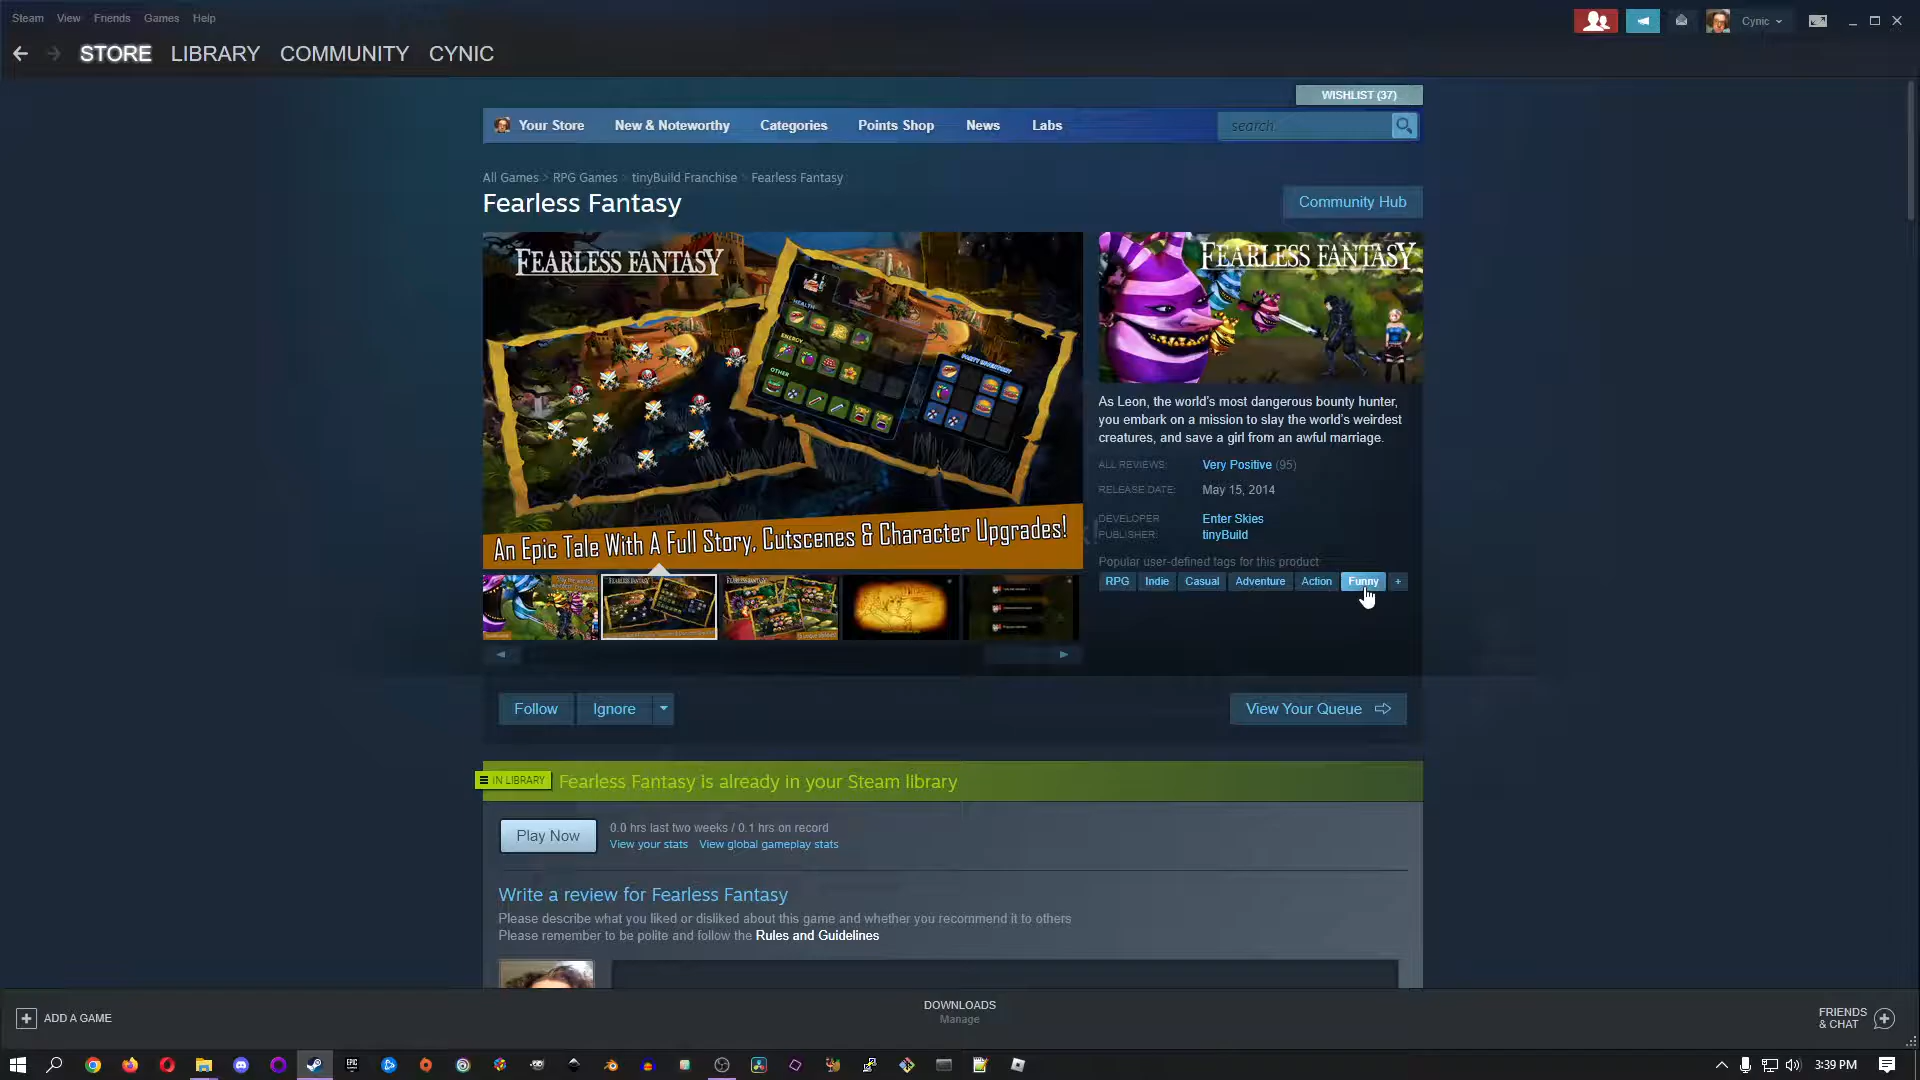 Steam View Friends Games Help
Cynic
STORE LIBRARY COMMUNITY CYNIC
WISHLIST (37)
Your Store New & Noteworthy Categories Points Shop News Labs
search
All Games > RPG Games > tinyBuild Franchise > Fearless Fantasy
Fearless Fantasy
Community Hub
FEARLESS FANTASY
HEALTH
ENERGY
OTHER
PARTY INVENTORY
An Epic Tale With A Full Story, Cutscenes & Character Upgrades!
FEARLESS FANTASY
As Leon, the world's most dangerous bounty hunter,
you embark on a mission to slay the world's weirdest
creatures, and save a girl from an awful marriage.
ALL REVIEWS: Very Positive (95)
RELEASE DATE: May 15, 2014
DEVELOPER Enter Skies
PUBLISHER: tinyBuild
Popular user-defined tags for this product
RPG Indie Casual Adventure Action Funny +
Follow Ignore
View Your Queue
IN LIBRARY Fearless Fantasy is already in your Steam library
Play Now
0.0 hrs last two weeks / 0.1 hrs on record
View your stats View global gameplay stats
Write a review for Fearless Fantasy
Please describe what you liked or disliked about this game and whether you recommend it to others
Please remember to be polite and follow the Rules and Guidelines
ADD A GAME
DOWNLOADS
Manage
FRIENDS
& CHAT
EPIC
3:39 PM